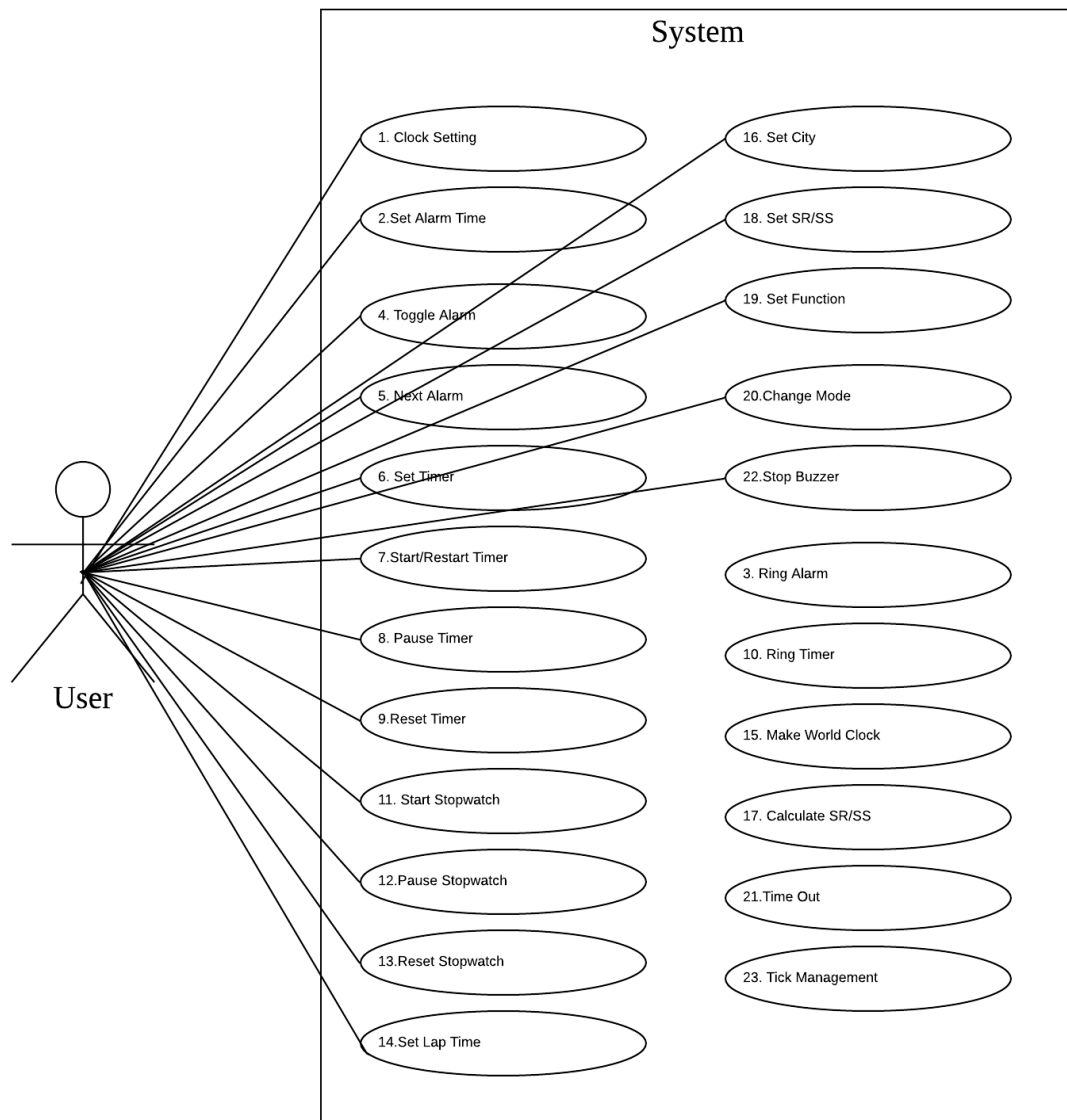 System
1. Clock Setting
2.Set Alarm Time
4. Toggle Alarm
5. Next Alarm
6. Set Timer
7.Start/Restart Timer
8. Pause Timer
9.Reset Timer
11. Start Stopwatch
12.Pause Stopwatch
13.Reset Stopwatch
14.Set Lap Time
16. Set City
18. Set SR/SS
19. Set Function
20.Change Mode
22.Stop Buzzer
3. Ring Alarm
10. Ring Timer
15. Make World Clock
17. Calculate SR/SS
21.Time Out
23. Tick Management
User